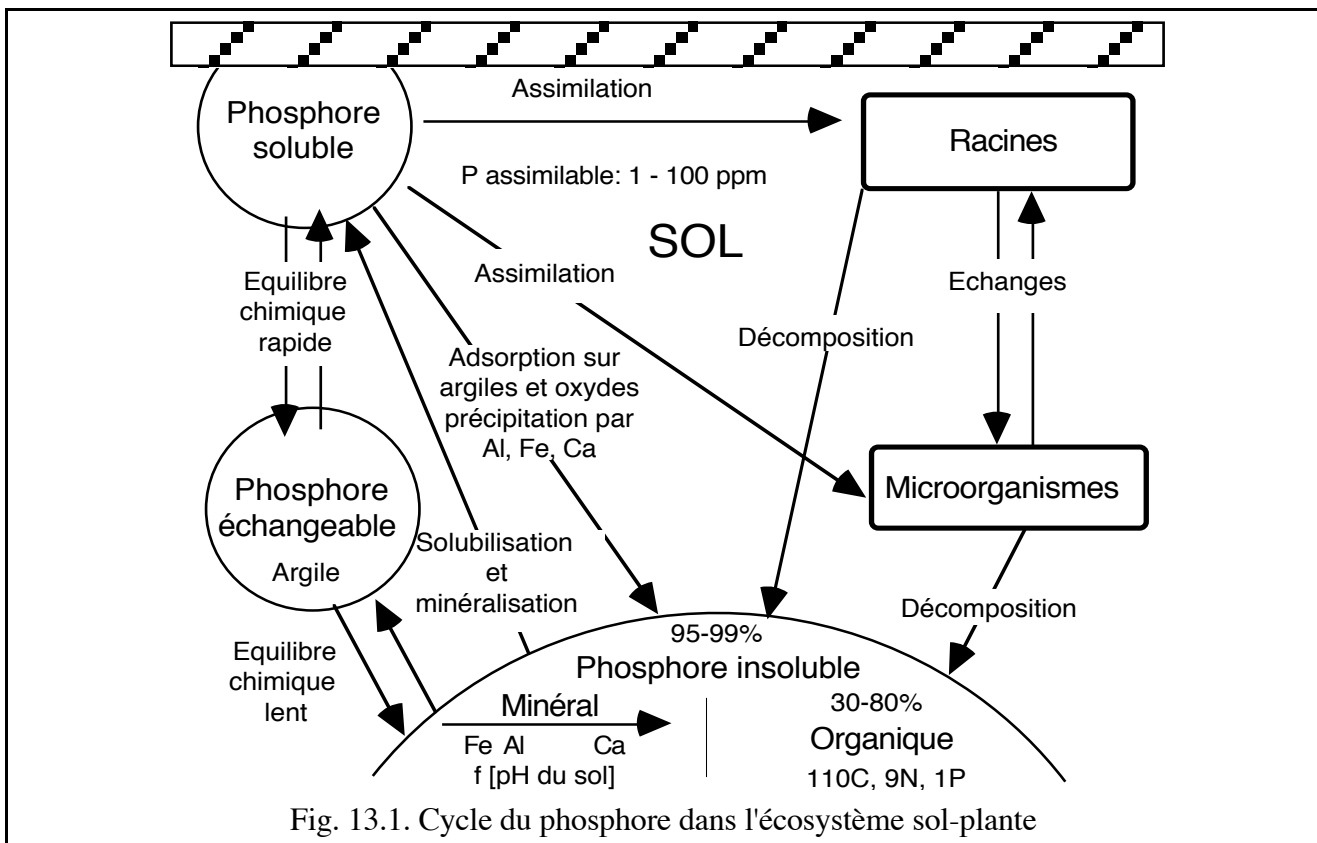 Phosphore
soluble
Assimilation
Racines
P assimilable: 1 - 100 ppm
SOL
Equilibre
chimique
rapide
Assimilation
Echanges
Décomposition
Adsorption sur
argiles et oxydes
précipitation par
Al, Fe, Ca
Phosphore
échangeable
Argile
Microorganismes
Solubilisation
et
minéralisation
Décomposition
Equilibre
chimique
lent
95-99%
Phosphore insoluble
Minéral
Fe Al Ca
f [pH du sol]
30-80%
Organique
110C, 9N, 1P
Fig. 13.1. Cycle du phosphore dans l'écosystème sol-plante